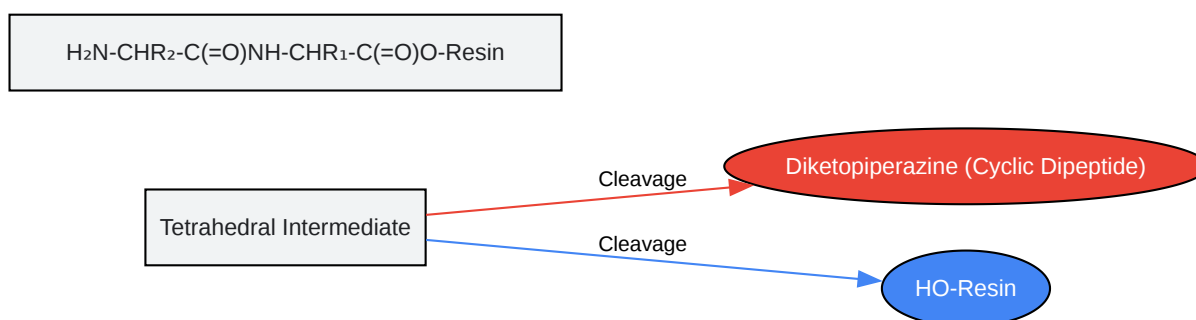 H₂N-CHR₂-C(=O)NH-CHR₁-C(=O)O-Resin
Diketopiperazine (Cyclic Dipeptide)
Cleavage
Tetrahedral Intermediate
Cleavage
HO-Resin